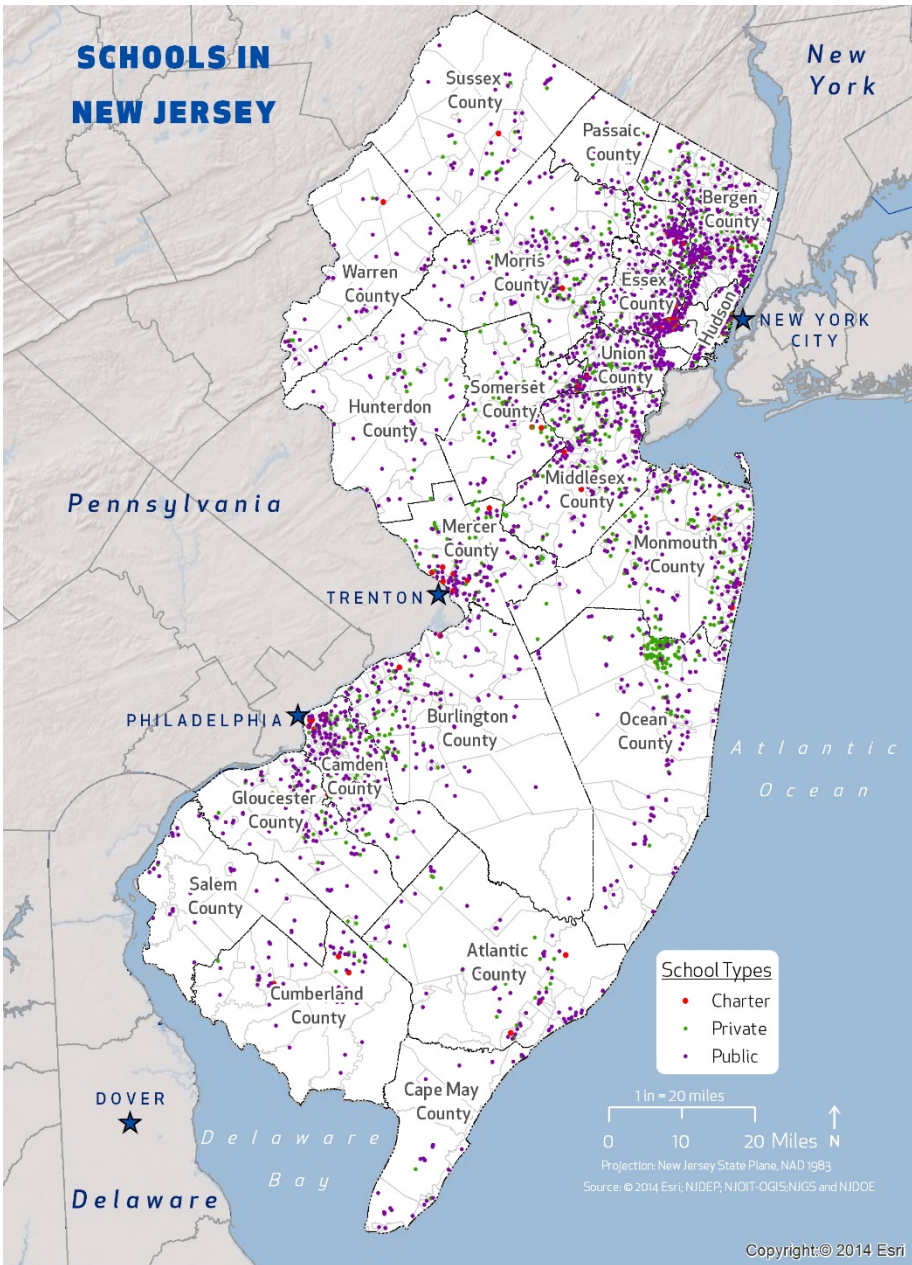 SCHOOLS IN
NEW JERSEY
New
York
Sussex
County
Passaic
County
Bergen
County
Warren
County
Morris
County
Essex
County
Hudson
NEW YORK
CITY
Union
County
Somerset
County
Hunterdon
County
Middlesex
County
Pennsylvania
Mercer
County
Monmouth
County
TRENTON
PHILADELPHIA
Burlington
County
Ocean
County
Atlantic
Ocean
Camden
County
Gloucester
County
Salem
County
Atlantic
County
Cumberland
County
School Types
Charter
Private
Public
Cape May
County
DOVER
Delaware
Bay
Delaware
1 in = 20 miles
0 10 20 Miles N
Projection: New Jersey State Plane, NAD 1983
Source: © 2014 Esri; NJDEP; NJOIT-OGIS;NJGS and NJDOE
Copyright:© 2014 Esri